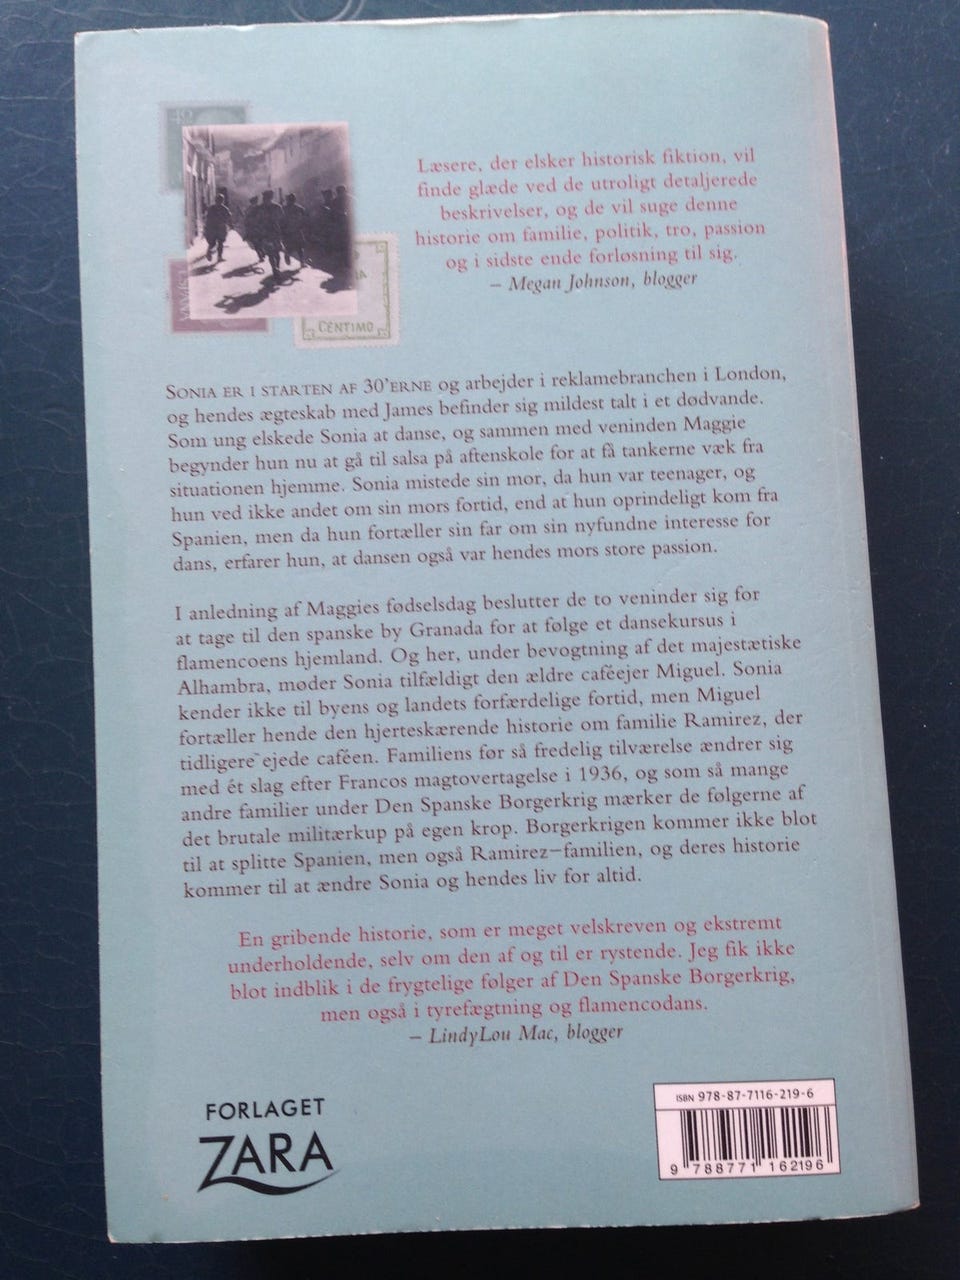 Læsere, der elsker historisk fiktion, vil
finde glæde ved de utroligt detaljerede
beskrivelser, og de vil suge denne
historie om familie, politik, tro, passion
og i sidste ende forløsning til sig.
– Megan Johnson, blogger
CENTIMO
SONIA ER I STARTEN AF 30'ERNE og arbejder i reklamebranchen i London,
og hendes ægteskab med James befinder sig mildest talt i et dødvande.
Som ung elskede Sonia at danse, og sammen med veninden Maggie
begynder hun nu at gå til salsa på aftenskole for at få tankerne væk fra
situationen hjemme. Sonia mistede sin mor, da hun var teenager, og
hun ved ikke andet om sin mors fortid, end at hun oprindeligt kom fra
Spanien, men da hun fortæller sin far om sin nyfundne interesse for
dans, erfarer hun, at dansen også var hendes mors store passion.
I anledning af Maggies fødselsdag beslutter de to veninder sig for
at tage til den spanske by Granada for at følge et dansekursus i
flamencoens hjemland. Og her, under bevogtning af det majestætiske
Alhambra, møder Sonia tilfældigt den ældre caféejer Miguel. Sonia
kender ikke til byens og landets forfærdelige fortid, men Miguel
fortæller hende den hjerteskærende historie om familie Ramirez, der
tidligere ejede caféen. Familiens før så fredelig tilværelse ændrer sig
med ét slag efter Francos magtovertagelse i 1936, og som så mange
andre familier under Den Spanske Borgerkrig mærker de følgerne af
det brutale militærkup på egen krop. Borgerkrigen kommer ikke blot
til at splitte Spanien, men også Ramirez–familien, og deres historie
kommer til at ændre Sonia og hendes liv for altid.
En gribende historie, som er meget velskreven og ekstremt
underholdende, selv om den af og til er rystende. Jeg fik ikke
blot indblik i de frygtelige følger af Den Spanske Borgerkrig,
men også i tyrefægtning og flamencodans.
– LindyLou Mac, blogger
FORLAGET
ZARA
ISBN 978-87-7116-219-6
9 788771 162196